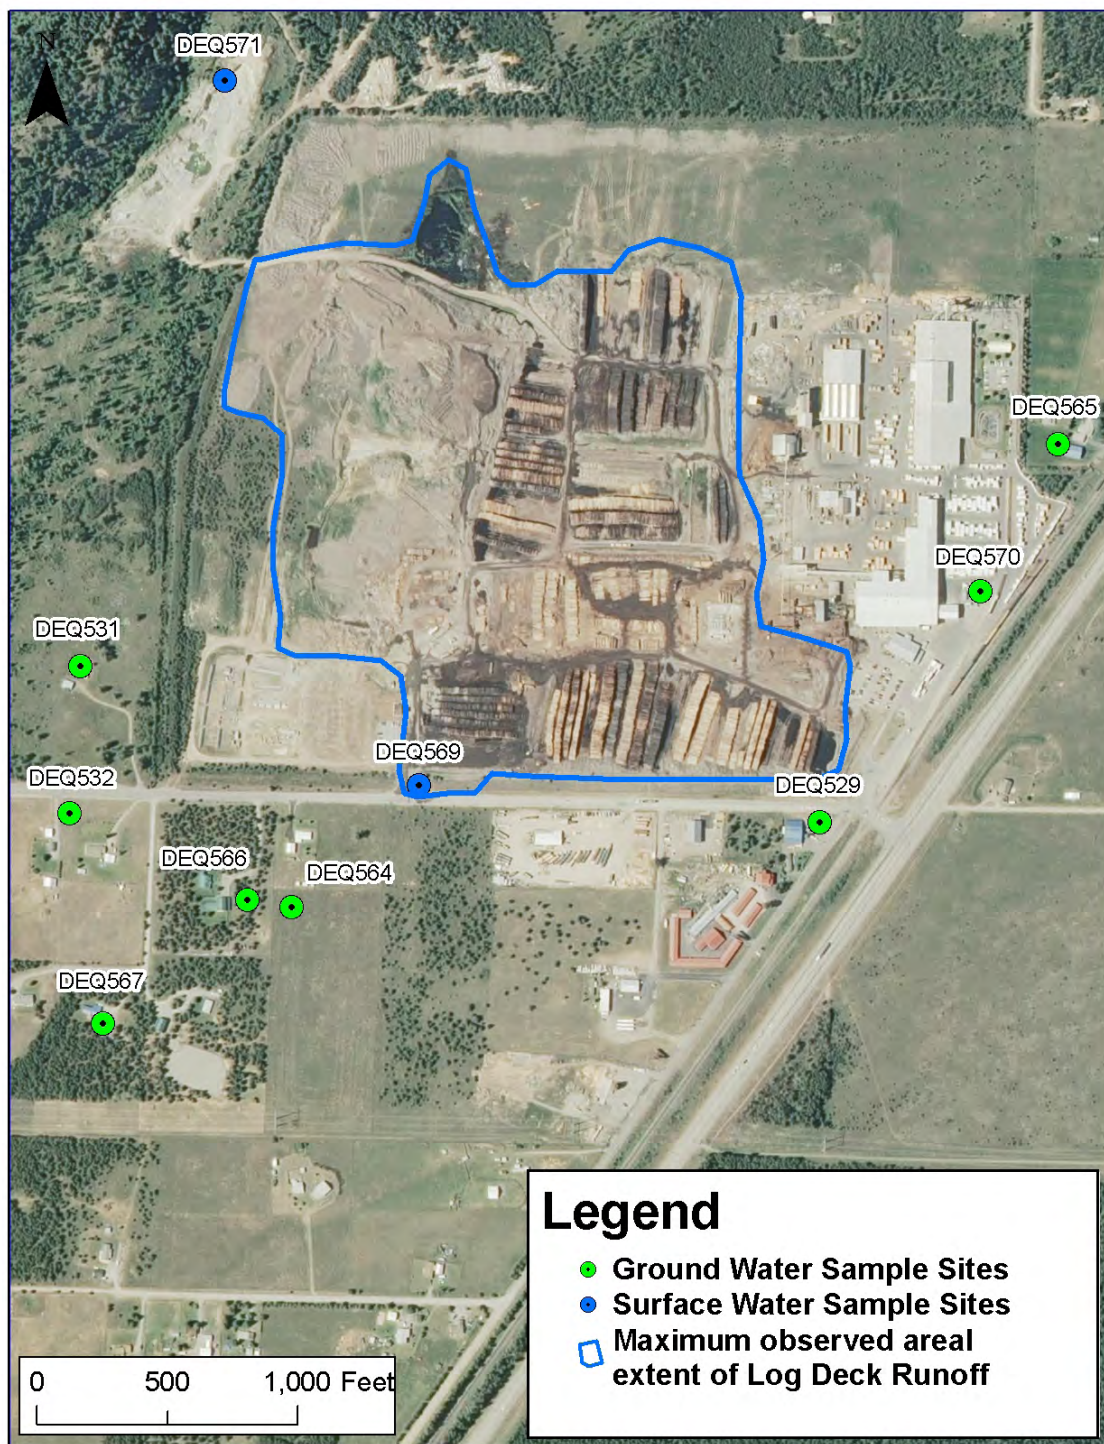 N
DEQ571
DEQ565
DEQ570
DEQ531
DEQ569
DEQ532
DEQ529
DEQ566
DEQ564
DEQ567
Legend
Ground Water Sample Sites
Surface Water Sample Sites
Maximum observed areal
extent of Log Deck Runoff
0 500 1,000 Feet